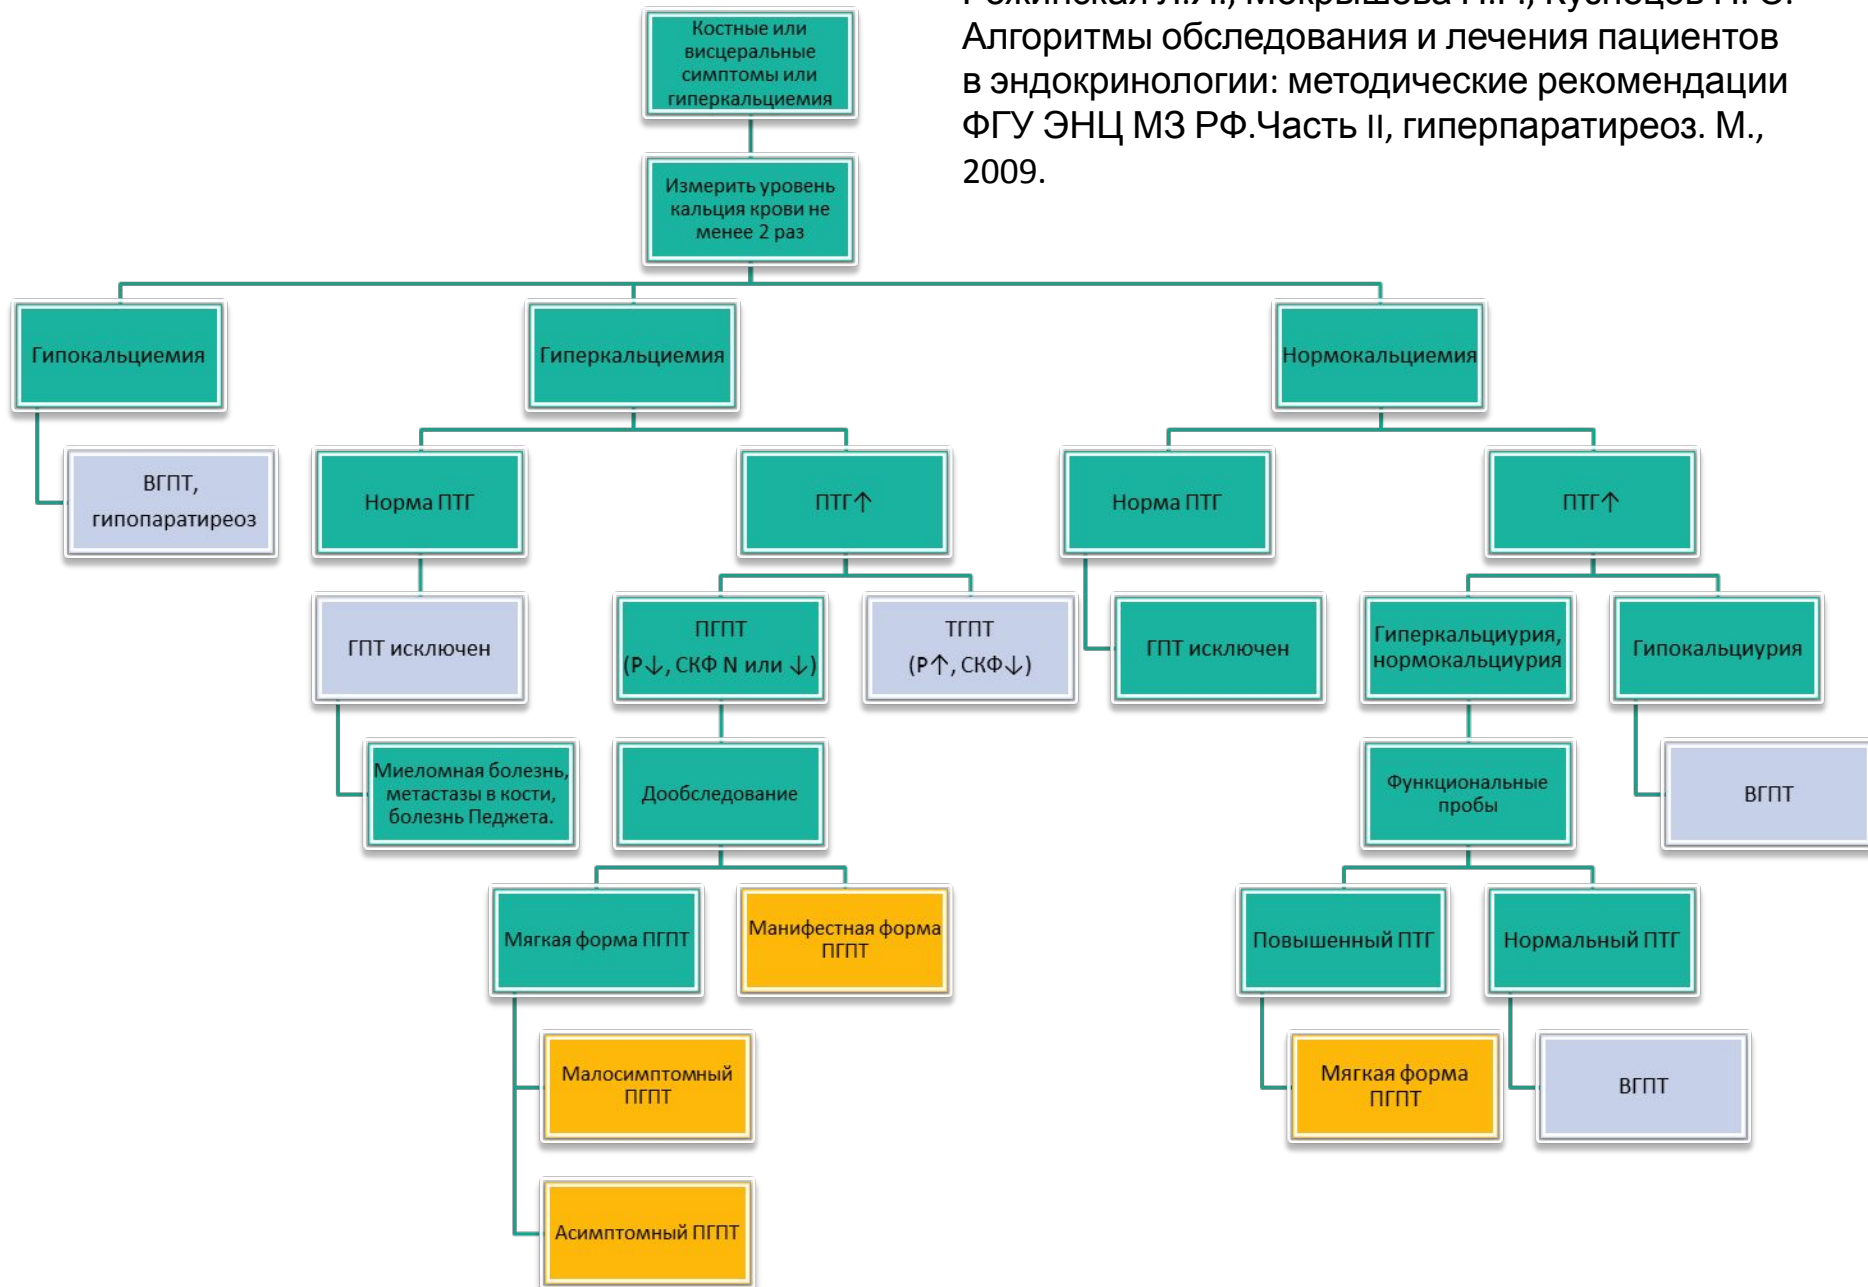 Алгоритмы обследования и лечения пациентов
в эндокринологии: методические рекомендации
ФГУ ЭНЦ МЗ РФ.Часть II, гиперпаратиреоз. М.,
2009.
Костные или
висцеральные
симптомы или
гиперкальциемия
Измерить уровень
кальция крови не
менее 2 раз
Гипокальциемия
Гиперкальциемия
Нормокальциемия
ВГПТ,
гипопаратиреоз
Норма ПТГ
ПТГ↑
Норма ПТГ
ПТГ↑
ГПТ исключен
ПГПТ
(Р↓, СКФ N или ↓)
ТГПТ
(Р↑, СКФ↓)
ГПТ исключен
Гиперкальциурия,
нормокальциурия
Гипокальциурия
Миеломная болезнь,
метастазы в кости,
болезнь Педжета.
Дообследование
Функциональные
пробы
ВГПТ
Мягкая форма ПГПТ
Манифестная форма
ПГПТ
Повышенный ПТГ
Нормальный ПТГ
Малосимптомный
ПГПТ
Мягкая форма
ПГПТ
ВГПТ
Асимптомный ПГПТ